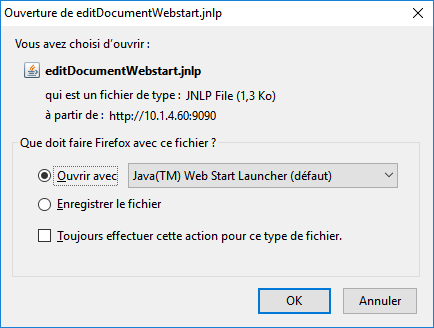 Ouverture de editDocumentWebstart.jnlp
Vous avez choisi d'ouvrir :
editDocumentWebstart.jnlp
qui est un fichier de type : JNLP File (1,3 Ko)
à partir de : http://10.1.4.60:9090
Que doit faire Firefox avec ce fichier ?
Ouvrir avec Java(TM) Web Start Launcher (défaut)
Enregistrer le fichier
Toujours effectuer cette action pour ce type de fichier.
OK Annuler